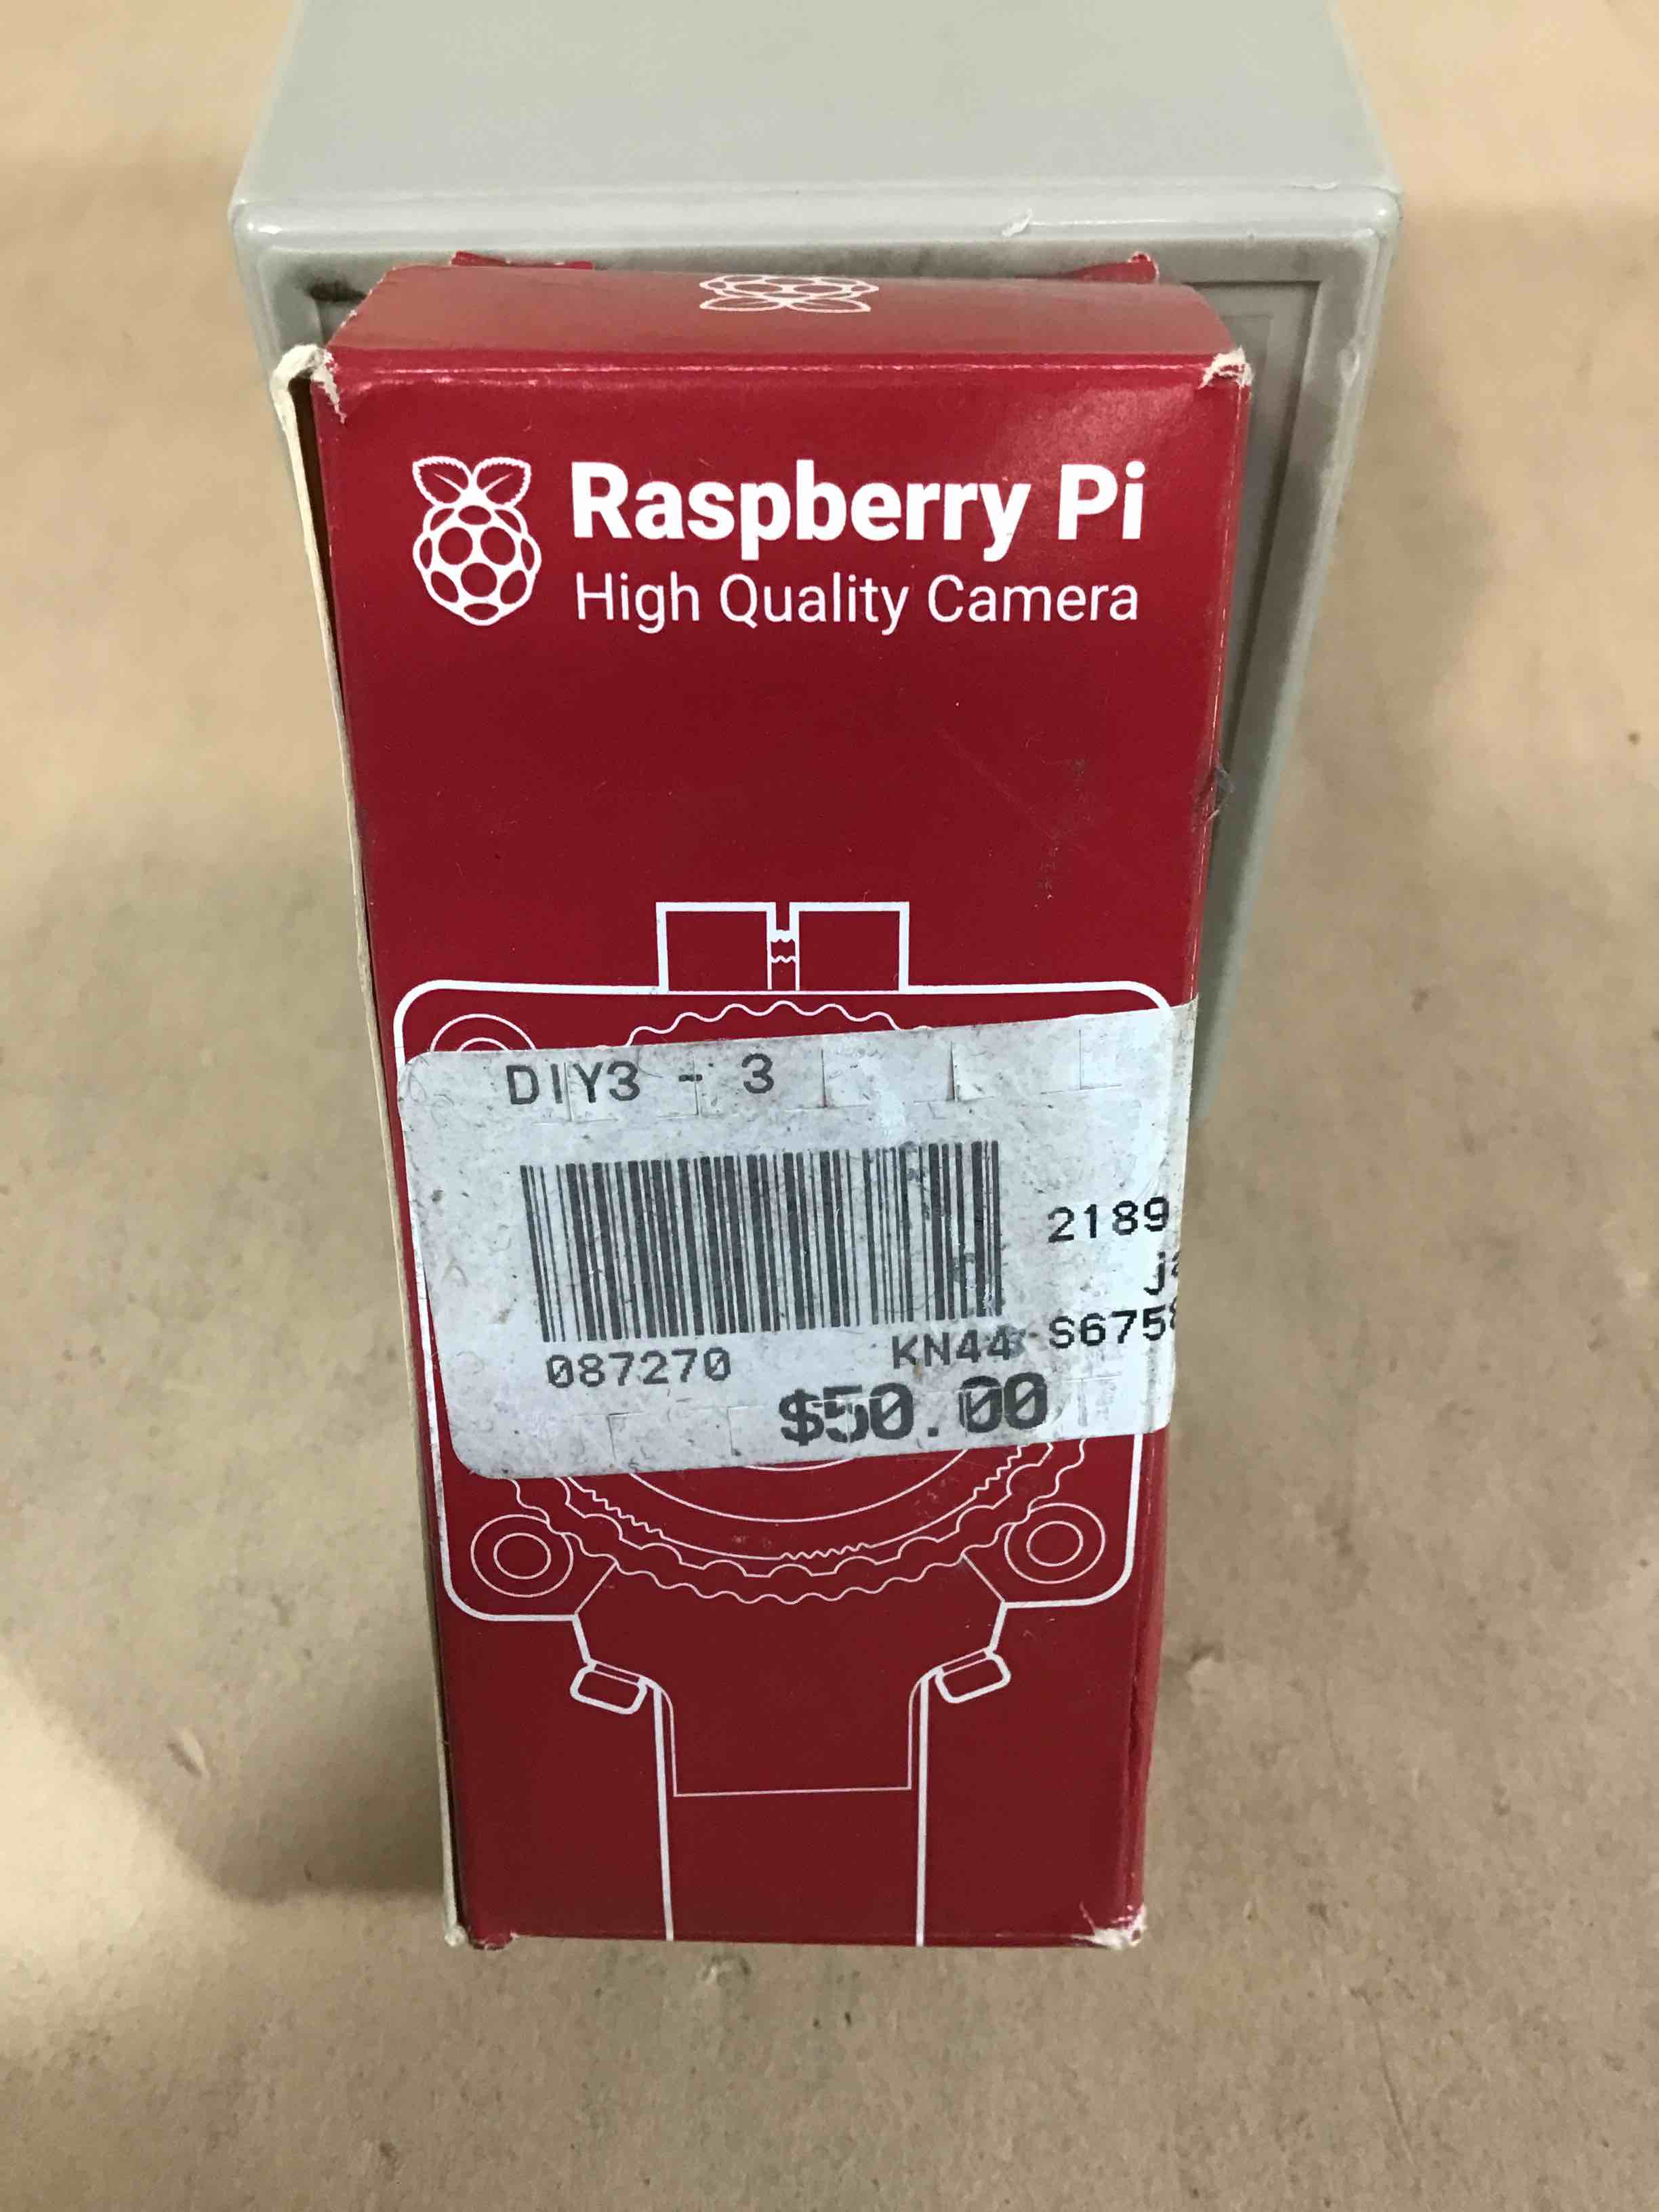 Raspberry Pi
High Quality Camera
DIY3 - 3
2189
087270
KN44
$50.00